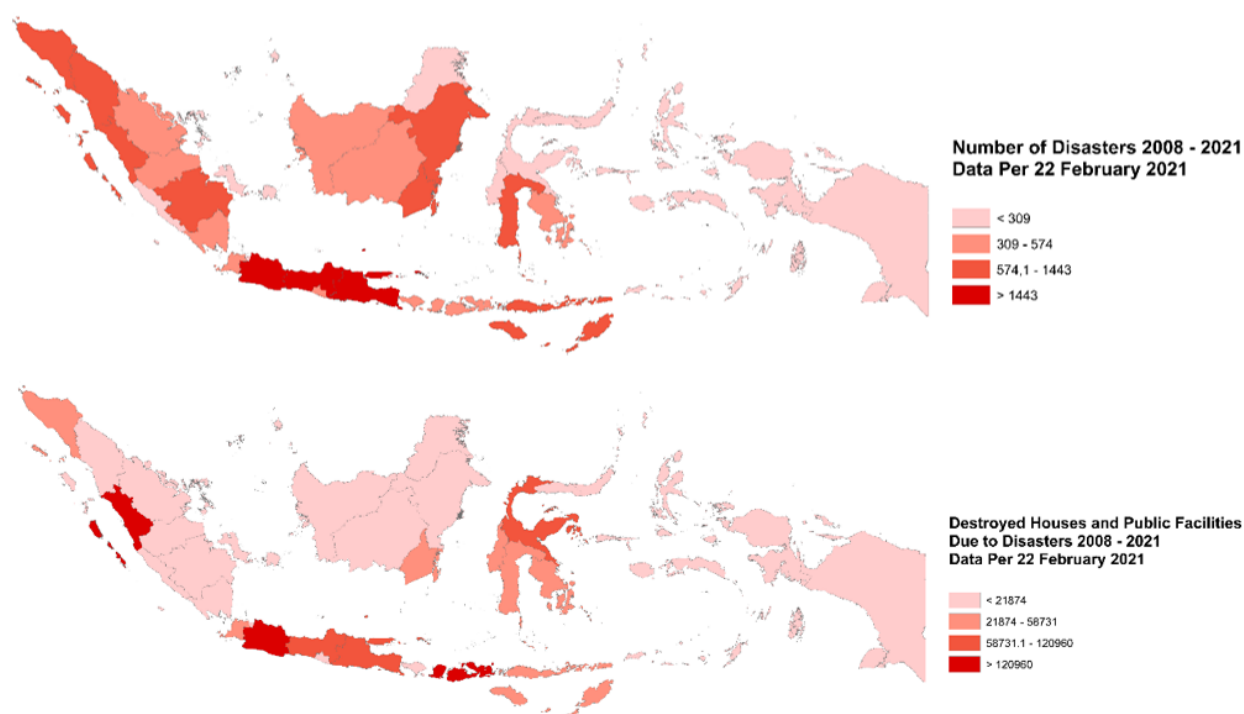 Number of Disasters 2008 - 2021
Data Per 22 February 2021
< 309
309 - 574
574,1 - 1443
> 1443
Destroyed Houses and Public Facilities
Due to Disasters 2008 - 2021
Data Per 22 February 2021
< 21874
21874 - 58731
58731.1 - 120960
> 120960